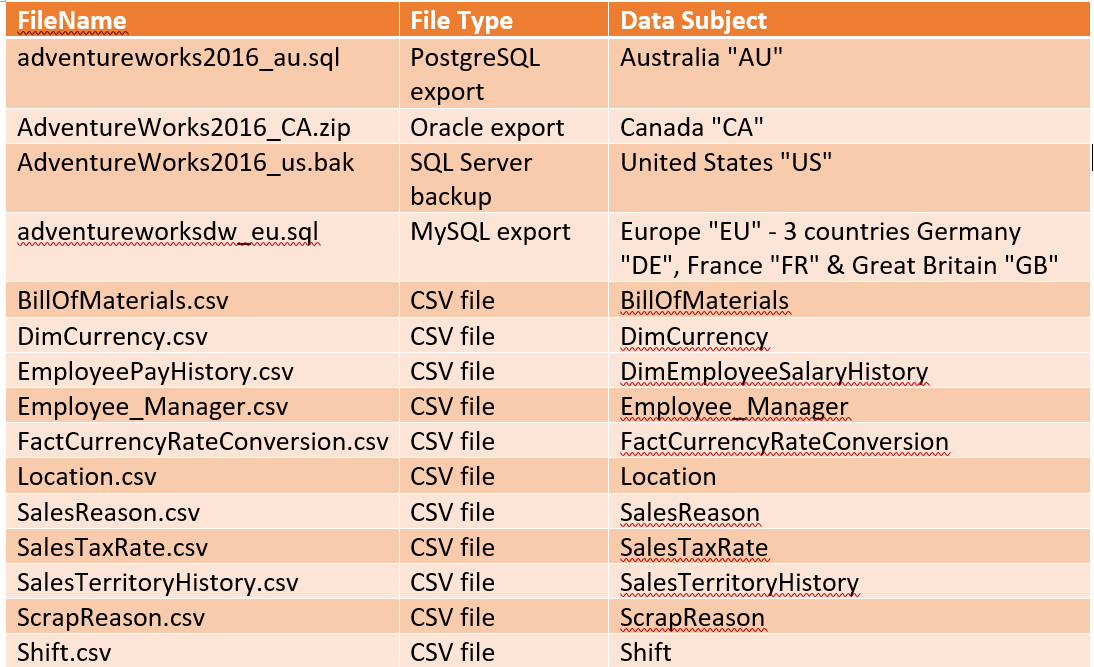 FileName File Type Data Subject
adventureworks2016_au.sql PostgreSQL Australia "AU"
export
AdventureWorks2016_CA.zip Oracle export Canada "CA"
AdventureWorks2016_us.bak SQL Server United States "US"
backup
adventureworksdw_eu.sql MySQL export Europe "EU" - 3 countries Germany
"DE", France "FR" & Great Britain "GB"
BillOfMaterials.csv CSV file BillOfMaterials
DimCurrency.csv CSV file DimCurrency
EmployeePayHistory.csv CSV file DimEmployeeSalaryHistory
Employee_Manager.csv CSV file Employee_Manager
FactCurrencyRateConversion.csv CSV file FactCurrencyRateConversion
Location.csv CSV file Location
SalesReason.csv CSV file SalesReason
SalesTaxRate.csv CSV file SalesTaxRate
SalesTerritoryHistory.csv CSV file SalesTerritoryHistory
ScrapReason.csv CSV file ScrapReason
Shift.csv CSV file Shift